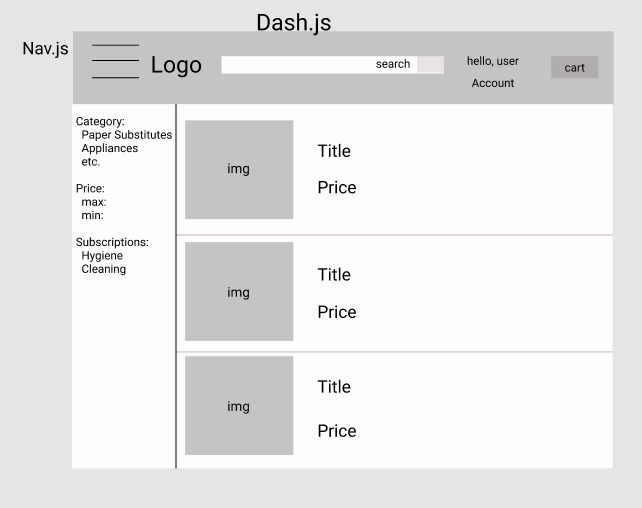 Dash.js
Nav.js
Logo
search
hello, user
Account
cart
Category:
Paper Substitutes
Appliances
etc.
Price:
max:
min:
Subscriptions:
Hygiene
Cleaning
img
Title
Price
img
Title
Price
img
Title
Price